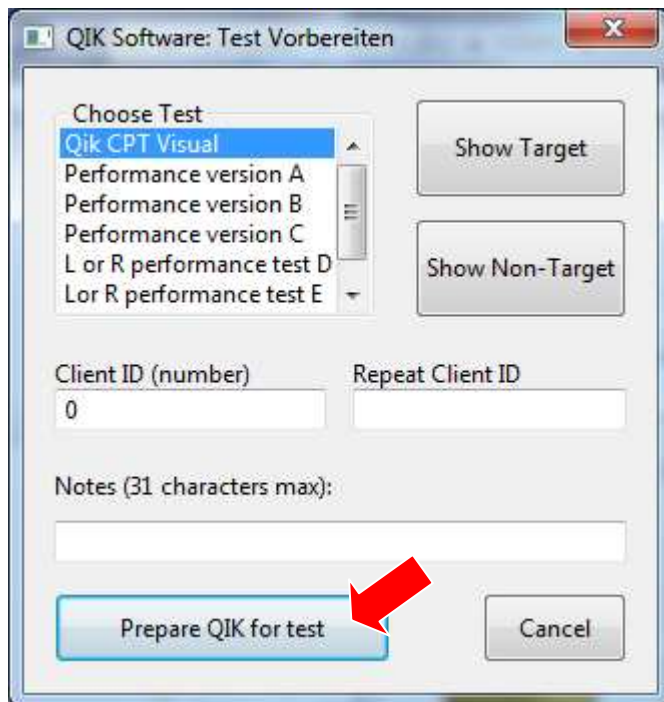 QIK Software: Test Vorbereiten
Choose Test
Qik CPT Visual
Performance version A
Performance version B
Performance version C
L or R performance test D
Lor R performance test E
Show Target
Show Non-Target
Client ID (number)
Repeat Client ID
0
Notes (31 characters max):
Prepare QIK for test
Cancel